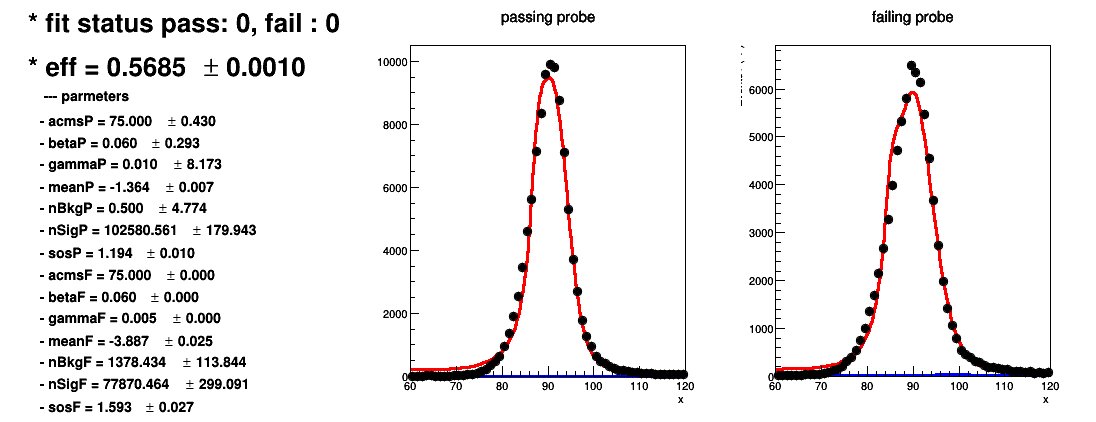 * fit status pass: 0, fail : 0
* eff = 0.5685 ± 0.0010
--- parmeters
- acmsP = 75.000 ± 0.430
- betaP = 0.060 ± 0.293
- gammaP = 0.010 ± 8.173
- meanP = -1.364 ± 0.007
- nBkgP = 0.500 ± 4.774
- nSigP = 102580.561 ± 179.943
- sosP = 1.194 ± 0.010
- acmsF = 75.000 ± 0.000
- betaF = 0.060 ± 0.000
- gammaF = 0.005 ± 0.000
- meanF = -3.887 ± 0.025
- nBkgF = 1378.434 ± 113.844
- nSigF = 77870.464 ± 299.091
- sosF = 1.593 ± 0.027
passing probe
10000
8000
6000
4000
2000
0
60 70 80 90 100 110 120
x
failing probe
6000
5000
4000
3000
2000
1000
0
60 70 80 90 100 110 120
x